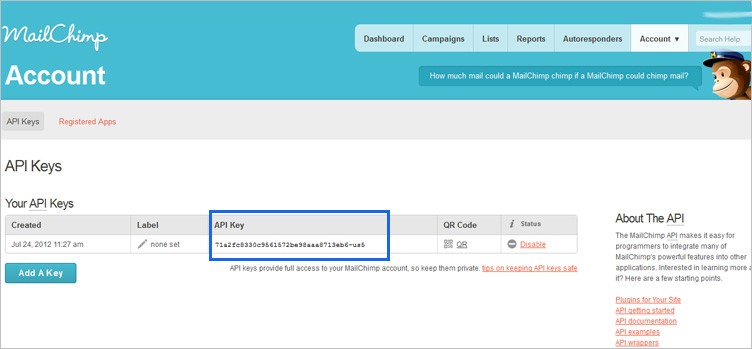 MailChimp
Dashboard Campaigns Lists Reports Autoresponders Account ▾ Search Help
Account
How much mail could a MailChimp chimp if a MailChimp could chimp mail?
API Keys Registered Apps
API Keys
Your API Keys
Created Label API Key QR Code i Status
Jul 24, 2012 11:27 am none set 71a2fc8330c9561572be98aaa8713eb6-us5 QR Disable
Add A Key
API keys provide full access to your MailChimp account, so keep them private. tips on keeping API keys safe
About The API
The MailChimp API makes it easy for
programmers to integrate many of
MailChimp's powerful features into other
applications. Interested in learning more a
it? Here are a few starting points.
Plugins for Your Site
API getting started
API documentation
API examples
API wrappers